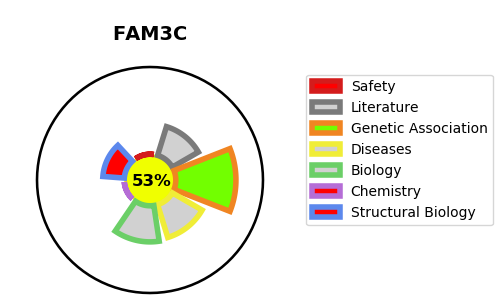 FAM3C
53%
Safety
Literature
Genetic Association
Diseases
Biology
Chemistry
Structural Biology